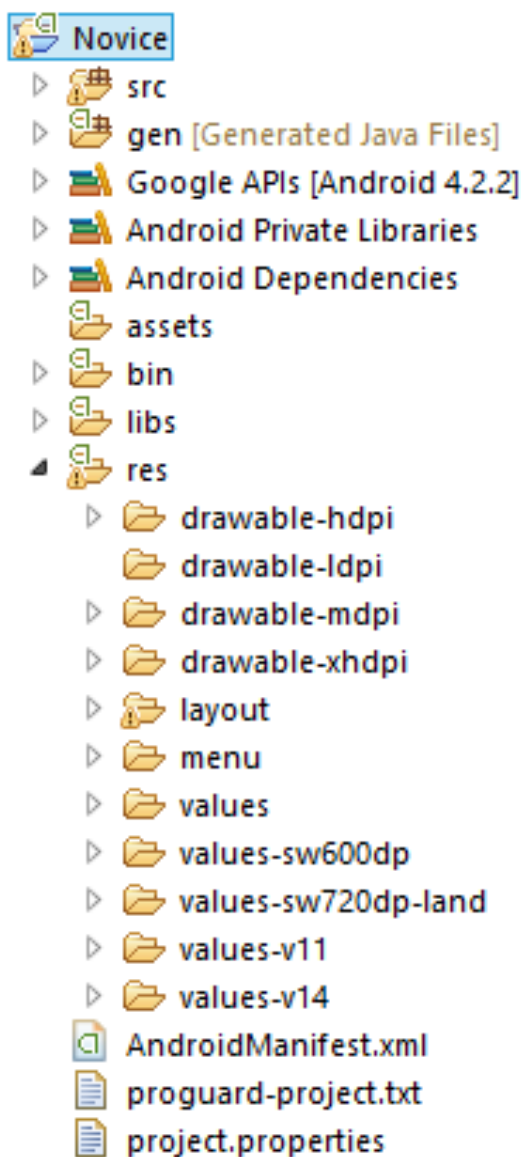 Novice
src
gen [Generated Java Files]
Google APIs [Android 4.2.2]
Android Private Libraries
Android Dependencies
assets
bin
libs
res
drawable-hdpi
drawable-ldpi
drawable-mdpi
drawable-xhdpi
layout
menu
values
values-sw600dp
values-sw720dp-land
values-v11
values-v14
AndroidManifest.xml
proguard-project.txt
project.properties